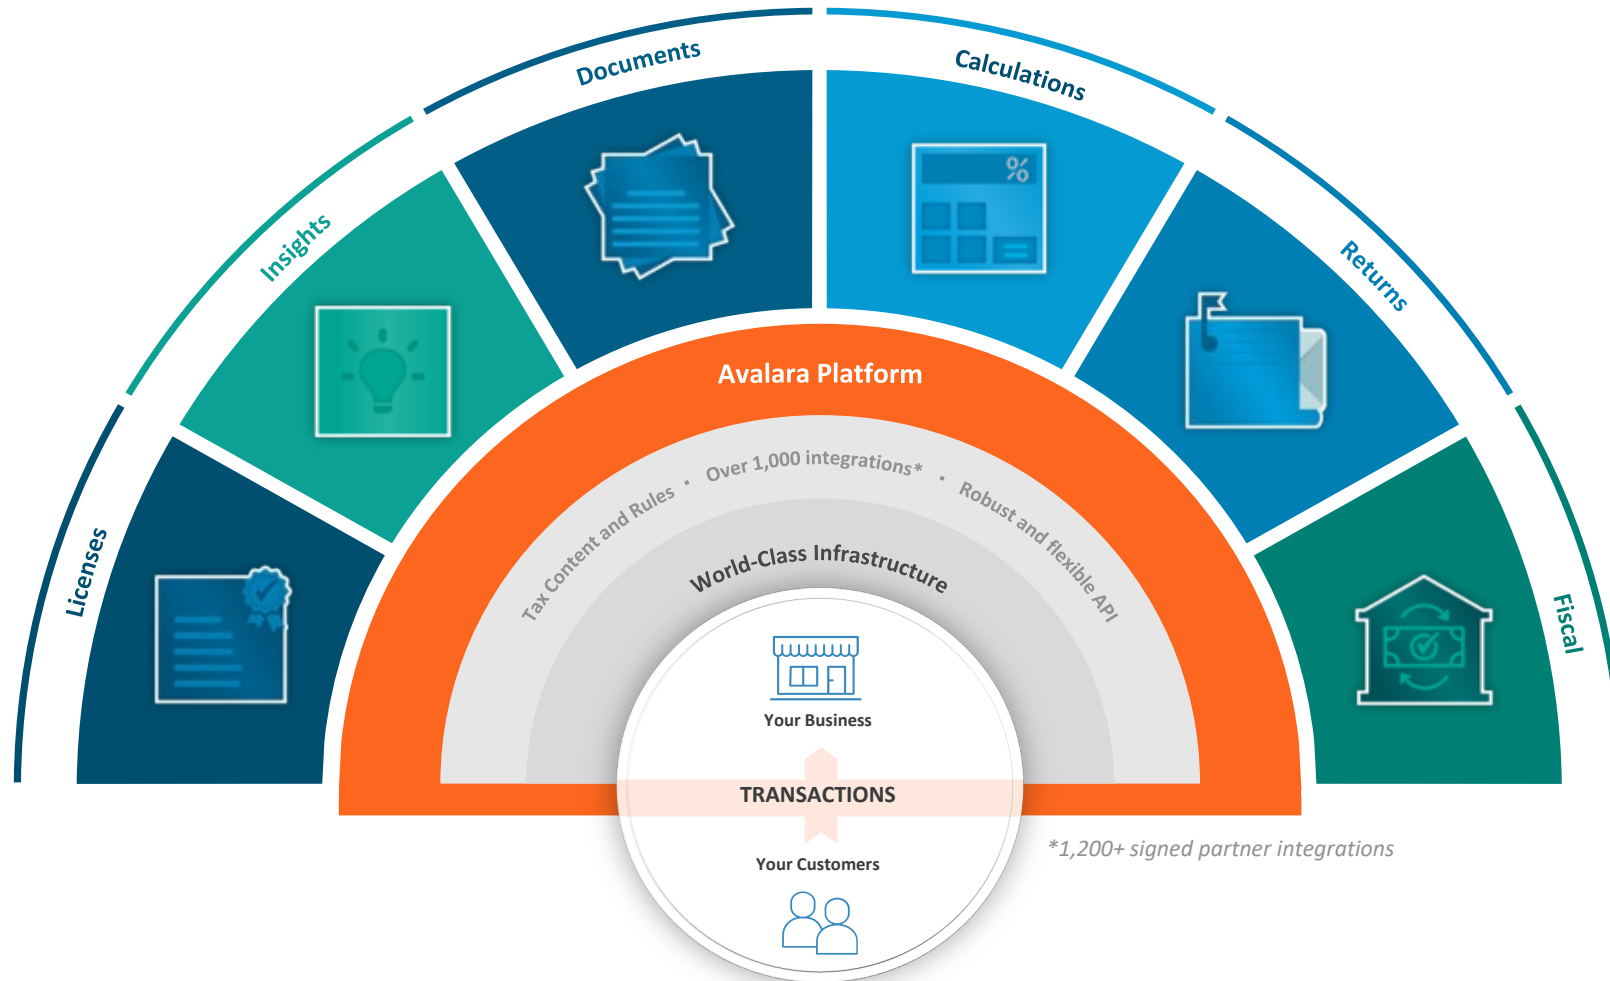 Licenses
Insights
Documents
Calculations
Returns
Fiscal
%
Avalara Platform
Tax Content and Rules · Over 1,000 integrations* · Robust and flexible API
World-Class Infrastructure
Your Business
TRANSACTIONS
Your Customers
*1,200+ signed partner integrations